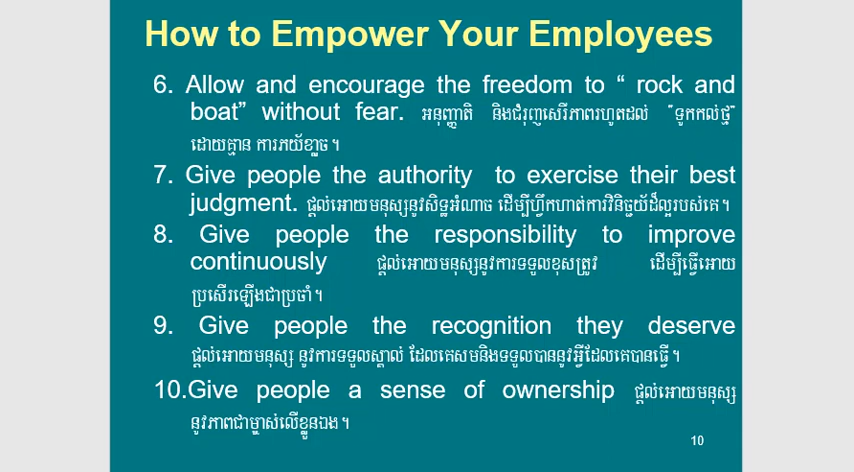 How to Empower Your Employees
6. Allow and encourage the freedom to “ rock and
boat” without fear. អនុញ្ញាតិ និងជំរុញសេរីភាពរហូតដល់ “ទូកកល់ថ្ម”
ដោយគ្មាន ការភយ័ខ្លាច។
7. Give people the authority to exercise their best
judgment. ផ្តល់អោយមនុស្សនូវសិទ្ឋអំណាច ដើម្បីហ្វឹកហាត់ការវិនិច្ឆយ័ដ៏ល្អរបស់គេ។
8. Give people the responsibility to improve
continuously ផ្តល់អោយមនុស្សនូវការទទួលខុសត្រូវ ដើម្បីធ្វើអោយ
ប្រសើរឡើងជាប្រចាំ។
9. Give people the recognition they deserve
ផ្តល់អោយមនុស្ស នូវការទទួលស្គាល់ ដែលគេសមនិងទទួលបាននូវអ្វីដែលគេបានធ្វើ។
10.Give people a sense of ownership ផ្តល់អោយមនុស្ស
នូវភាពជាម្ចាស់លើខ្លួនឯង។
10